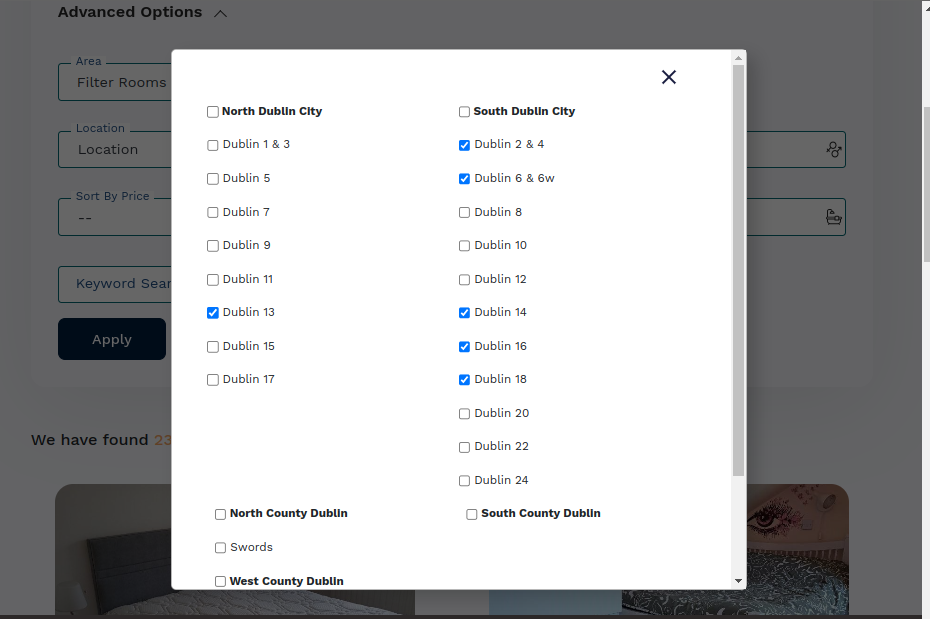 Advanced Options
Area
Filter Rooms
Location
Location
Sort By Price
--
Keyword Sear
Apply
We have found 23
North Dublin City
Dublin 1 & 3
Dublin 5
Dublin 7
Dublin 9
Dublin 11
Dublin 13
Dublin 15
Dublin 17
South Dublin City
Dublin 2 & 4
Dublin 6 & 6w
Dublin 8
Dublin 10
Dublin 12
Dublin 14
Dublin 16
Dublin 18
Dublin 20
Dublin 22
Dublin 24
North County Dublin
Swords
West County Dublin
South County Dublin